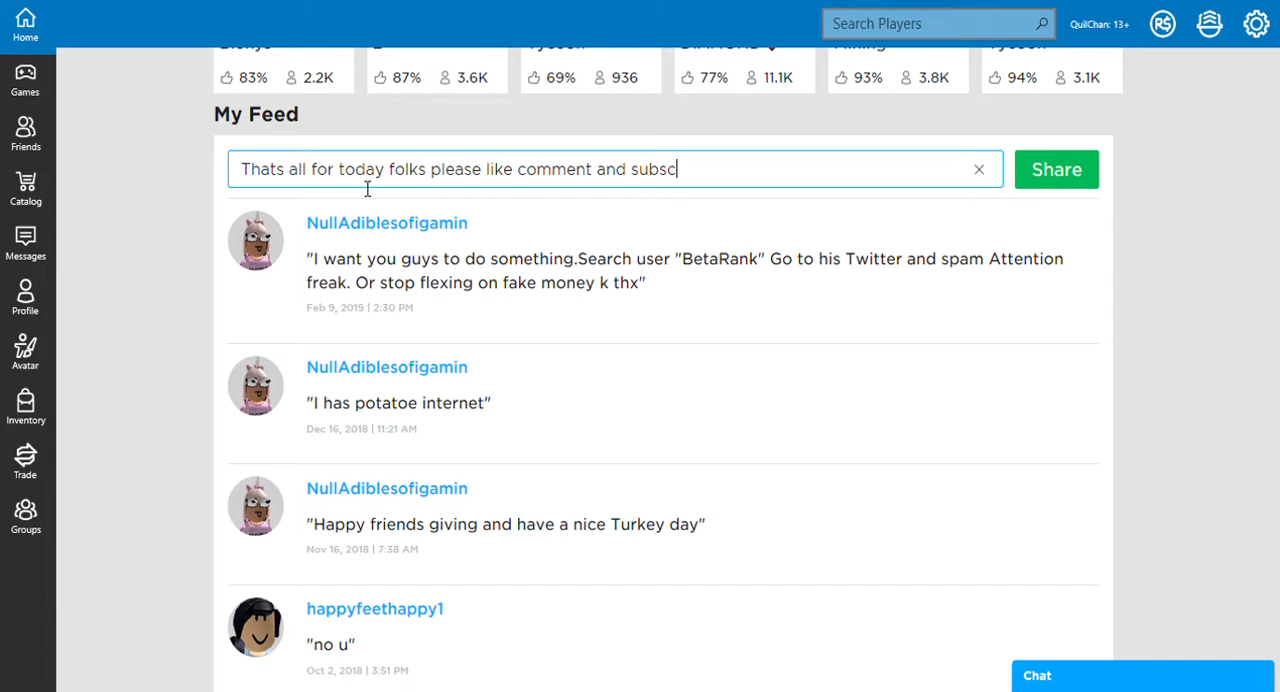 Home
Search Players
QuilChan: 13+
R$
83% 2.2K
87% 3.6K
69% 936
77% 11.1K
93% 3.8K
94% 3.1K
My Feed
Thats all for today folks please like comment and subsc
Share
Games
Friends
Catalog
Messages
Profile
Avatar
Inventory
Trade
Groups
NullAdiblesofigamin
"I want you guys to do something.Search user "BetaRank" Go to his Twitter and spam Attention
freak. Or stop flexing on fake money k thx"
Feb 9, 2019 | 2:30 PM
NullAdiblesofigamin
"I has potatoe internet"
Dec 16, 2018 | 11:21 AM
NullAdiblesofigamin
"Happy friends giving and have a nice Turkey day"
Nov 16, 2018 | 7:38 AM
happyfeethappy1
"no u"
Oct 2, 2018 | 3:51 PM
Chat